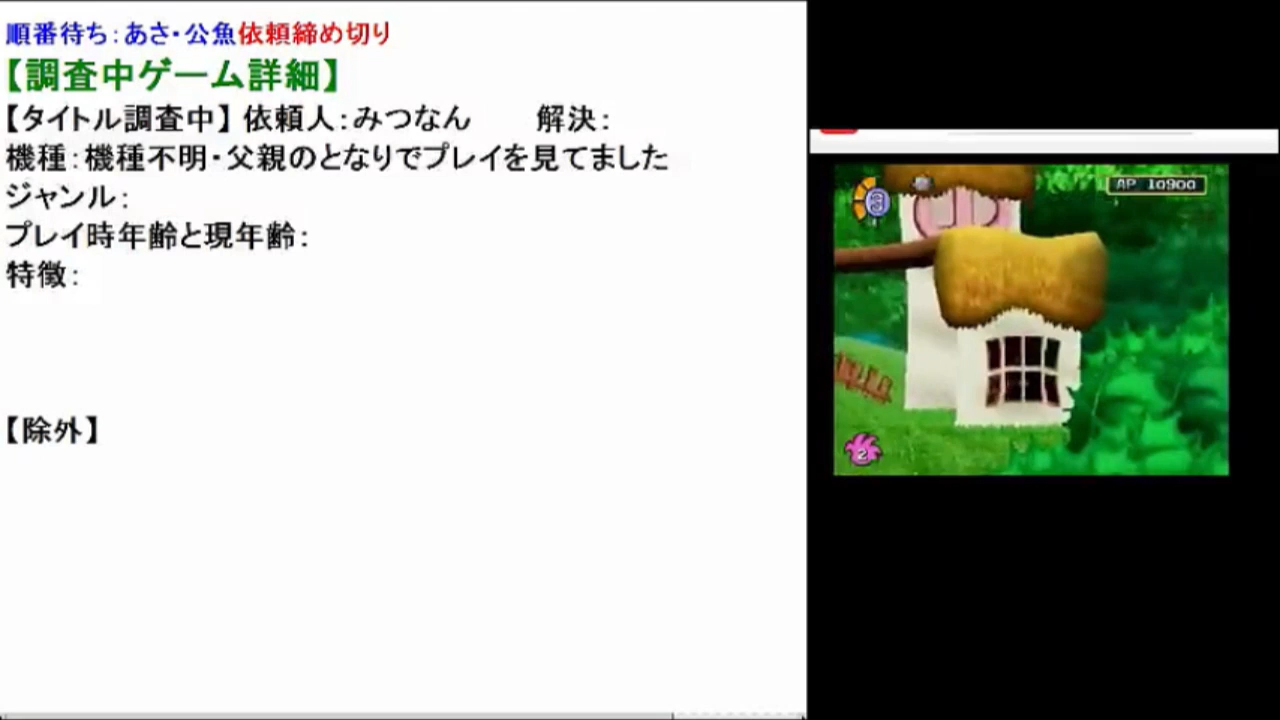 順番待ち：あさ・公魚依頼締め切り
【調査中ゲーム詳細】
【タイトル調査中】依頼人：みつなん　　解決：
機種：機種不明・父親のとなりでプレイを見てました
ジャンル：
プレイ時年齢と現年齢：
特徴：
【除外】
AP 10900
2